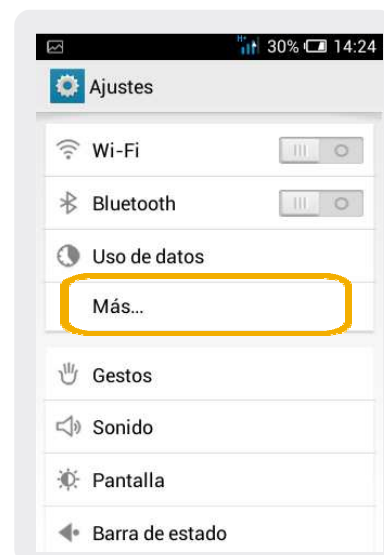 H+ 30% 14:24
Ajustes
Wi-Fi
Bluetooth
Uso de datos
Más...
Gestos
Sonido
Pantalla
Barra de estado